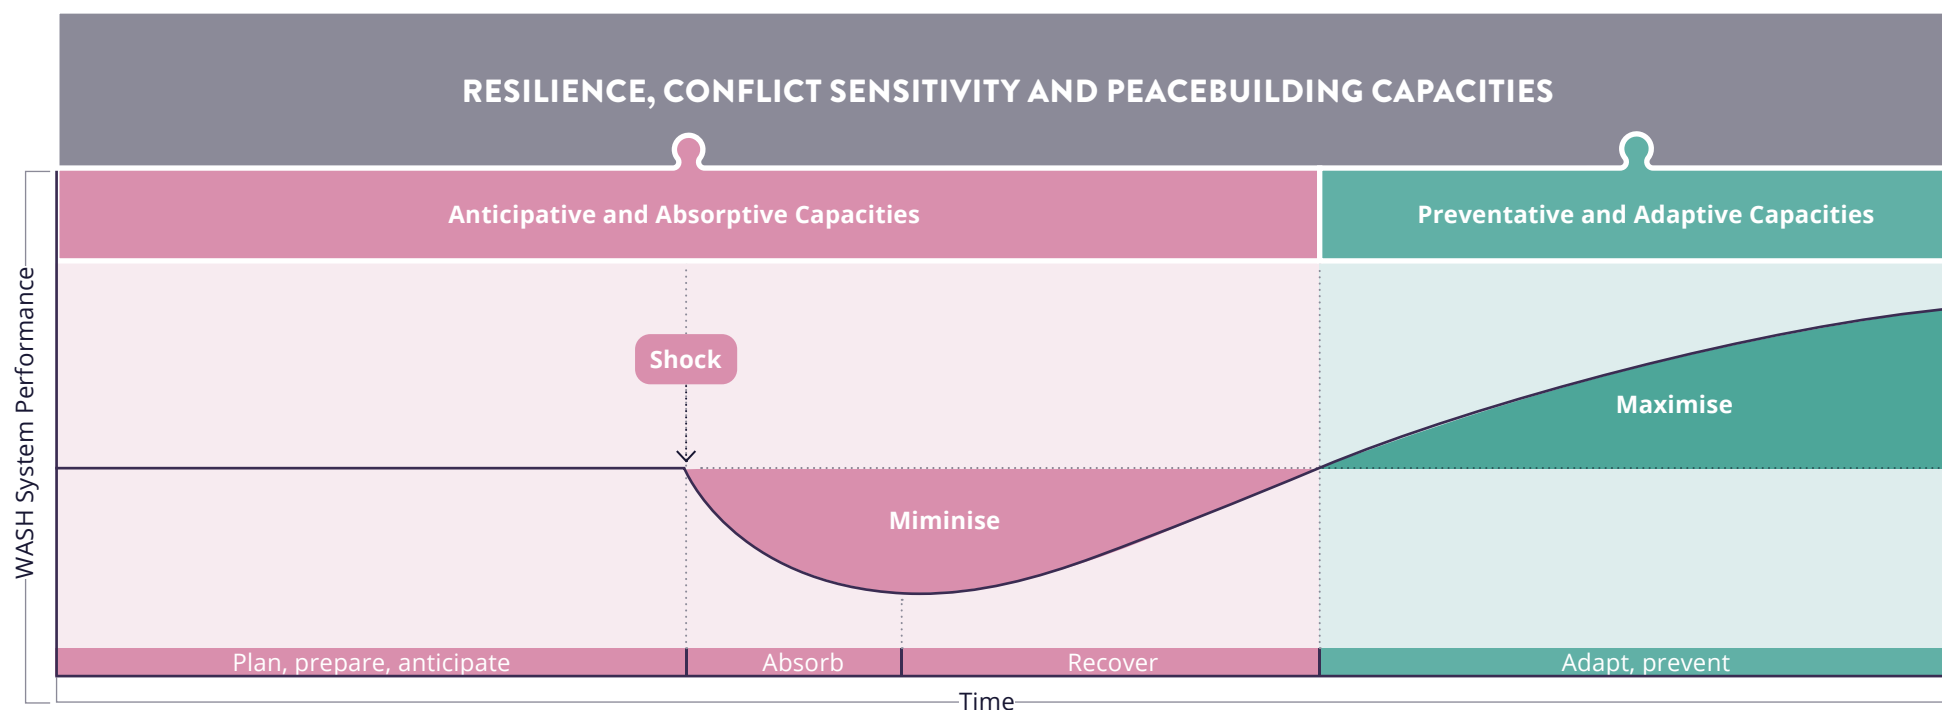 RESILIENCE, CONFLICT SENSITIVITY AND PEACEBUILDING CAPACITIES
Anticipative and Absorptive Capacities
Preventative and Adaptive Capacities
WASH System Performance
Shock
Maximise
Miminise
Plan, prepare, anticipate
Absorb
Recover
Adapt, prevent
Time